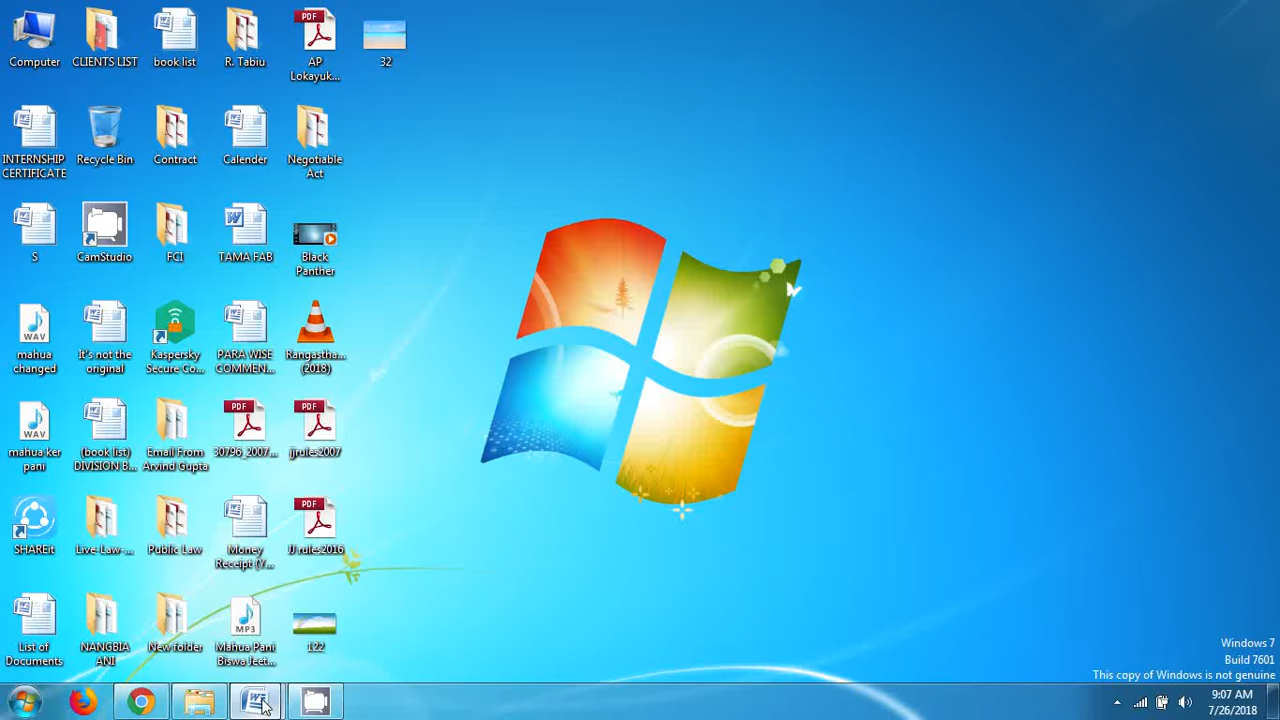 Computer
CLIENTS LIST
book list
R. Tabiu
PDF
AP
Lokayuk...
32
INTERNSHIP
CERTIFICATE
Recycle Bin
Contract
Calender
Negotiable
Act
S
CamStudio
FCI
TAMA FAB
Black
Panther
WAV
mahua
changed
It's not the
original
Kaspersky
Secure Co...
PARA WISE
COMMEN...
Rangastha...
(2018)
WAV
mahua ker
pani
(book list)
DIVISION B...
Email From
Arvind Gupta
PDF
30796_2007...
PDF
jjrules2007
SHAREit
Live-Law-...
Public Law
Money
Receipt (Y...
PDF
JJ rules2016
List of
Documents
NANGBIA
ANI
New folder
MP3
Mahua Pani
Biswa Jeet...
122
Windows 7
Build 7601
This copy of Windows is not genuine
9:07 AM
7/26/2018